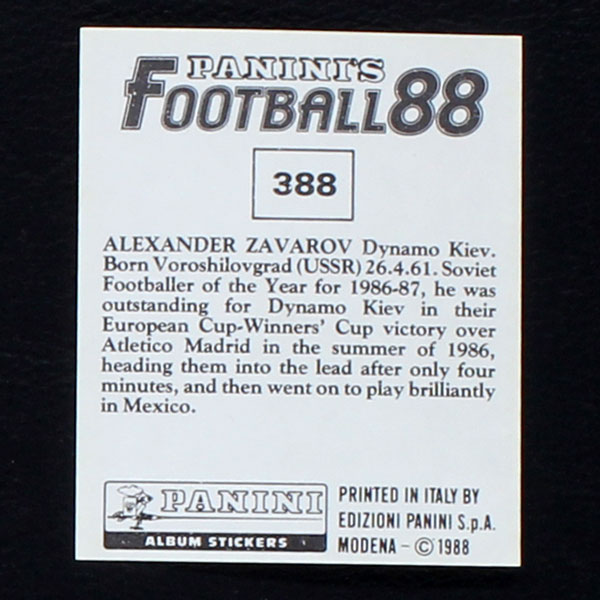 PANINI'S
FOOTBALL 88
388
ALEXANDER ZAVAROV Dynamo Kiev.
Born Voroshilovgrad (USSR) 26.4.61. Soviet
Footballer of the Year for 1986-87, he was
outstanding for Dynamo Kiev in their
European Cup-Winners' Cup victory over
Atletico Madrid in the summer of 1986,
heading them into the lead after only four
minutes, and then went on to play brilliantly
in Mexico.
PANINI
ALBUM STICKERS
PRINTED IN ITALY BY
EDIZIONI PANINI S.p.A.
MODENA - © 1988